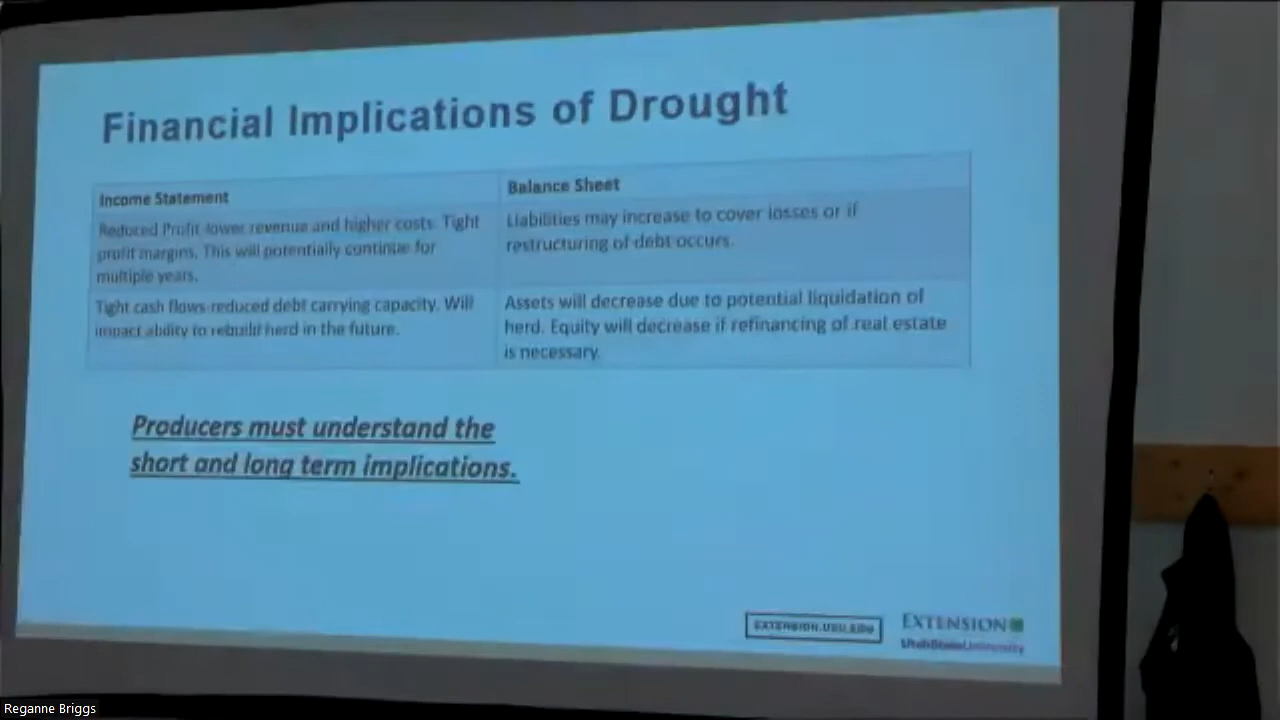 Financial Implications of Drought
Income Statement
Reduced Profit-lower revenue and higher costs. Tight
profit margins. This will potentially continue for
multiple years.
Tight cash flows-reduced debt carrying capacity. Will
impact ability to rebuild herd in the future.
Balance Sheet
Liabilities may increase to cover losses or if
restructuring of debt occurs.
Assets will decrease due to potential liquidation of
herd. Equity will decrease if refinancing of real estate
is necessary.
Producers must understand the
short and long term implications.
EXTENSION.USU.EDU
EXTENSION
UtahStateUniversity
Reganne Briggs